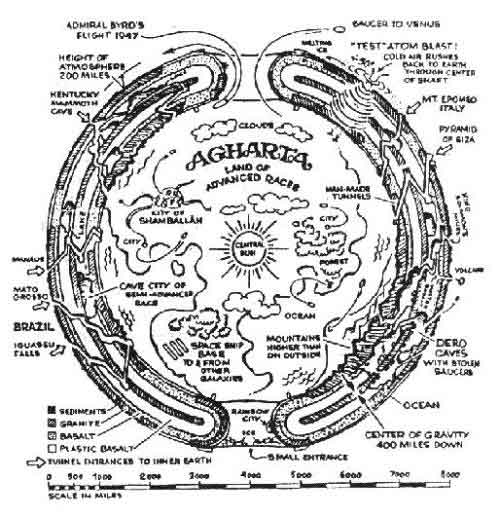 ADMIRAL BYRD'S
FLIGHT 1947
SAUCER TO VENUS
MELTING
ICE
"TEST" ATOM BLAST!
COLD AIR RUSHES
BACK TO EARTH
THROUGH CENTER
OF SHAFT
HEIGHT OF
ATMOSPHERE
200 MILES
KENTUCKY
MAMMOTH
CAVE
MT. EPOMEO
ITALY
PYRAMID
OF GIZA
CLOUDS
AGHARTA
LAND OF
ADVANCED RACES
MAN-MADE
TUNNELS
CITY OF
SHAMBALLAH
CITY
CITY
LAKE
CENTRAL
SUN
FOREST
VOLCANO
MANAUS
MATO
GROSSO
BRAZIL
IGUASSU
FALLS
CAVE CITY OF
SEMI-ADVANCED
RACE
OCEAN
SPACE SHIP
BASE
TO & FROM
OTHER
GALAXIES
MOUNTAINS
HIGHER THAN
ON OUTSIDE
DERO
CAVES
WITH STOLEN
SAUCERS
OCEAN
SEDIMENTS
GRANITE
BASALT
PLASTIC BASALT
RAINBOW
CITY
ICE
CENTER OF GRAVITY
400 MILES DOWN
TUNNEL ENTRANCES TO INNER EARTH
SMALL ENTRANCE
0 500 1000 2000 3000 4000 5000 6000 7000 8000
SCALE IN MILES